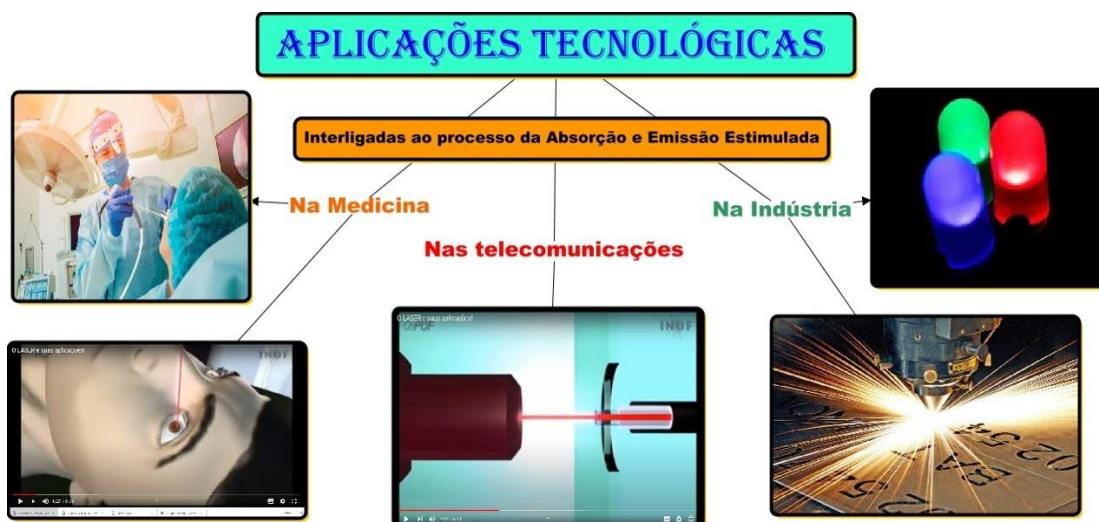 APLICAÇÕES TECNOLÓGICAS
Interligadas ao processo da Absorção e Emissão Estimulada
Na Medicina
Na Indústria
Nas telecomunicações
O LASER e suas aplicações!
INOF
O LASER e suas aplicações!
INOF